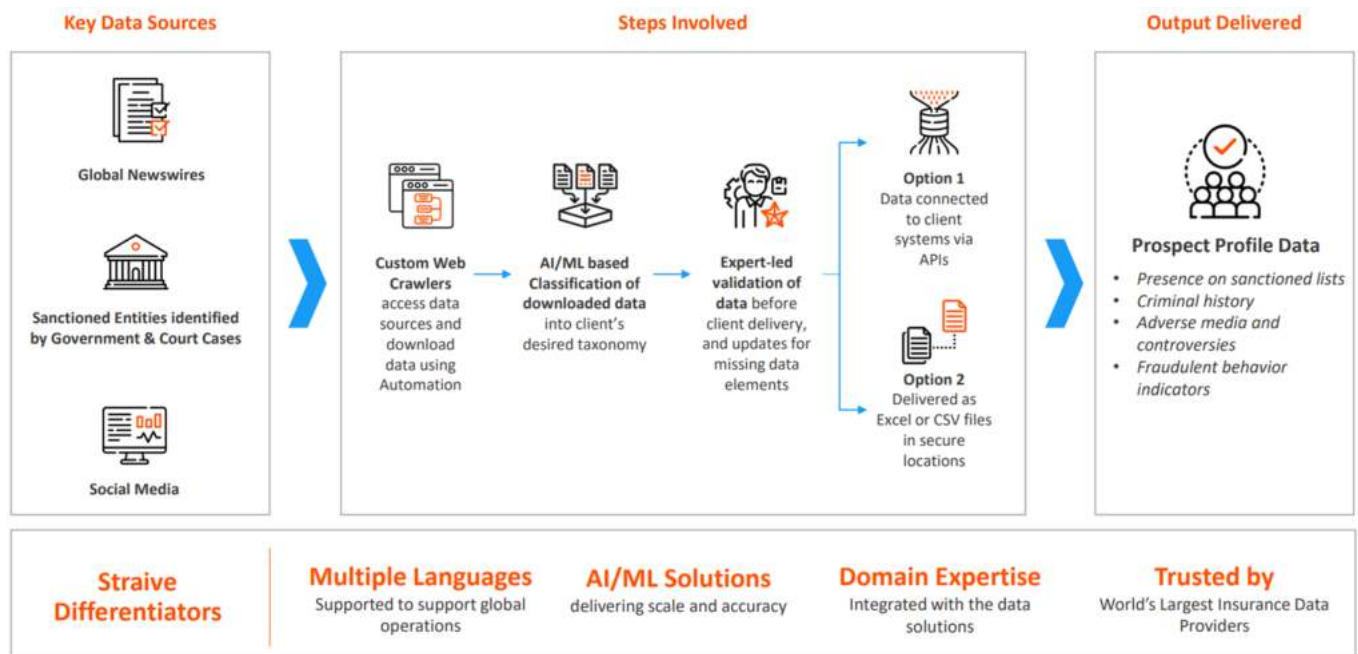 Key Data Sources
Steps Involved
Output Delivered
Global Newswires
Sanctioned Entities identified
by Government & Court Cases
Social Media
Custom Web
Crawlers
access data
sources and
download
data using
Automation
AI/ML based
Classification of
downloaded data
into client's
desired taxonomy
Expert-led
validation of
data before
client delivery,
and updates for
missing data
elements
Option 1
Data connected
to client
systems via
APIs
Option 2
Delivered as
Excel or CSV files
in secure
locations
Prospect Profile Data
• Presence on sanctioned lists
• Criminal history
• Adverse media and
controversies
• Fraudulent behavior
indicators
Straive
Differentiators
Multiple Languages
Supported to support global
operations
AI/ML Solutions
delivering scale and accuracy
Domain Expertise
Integrated with the data
solutions
Trusted by
World's Largest Insurance Data
Providers